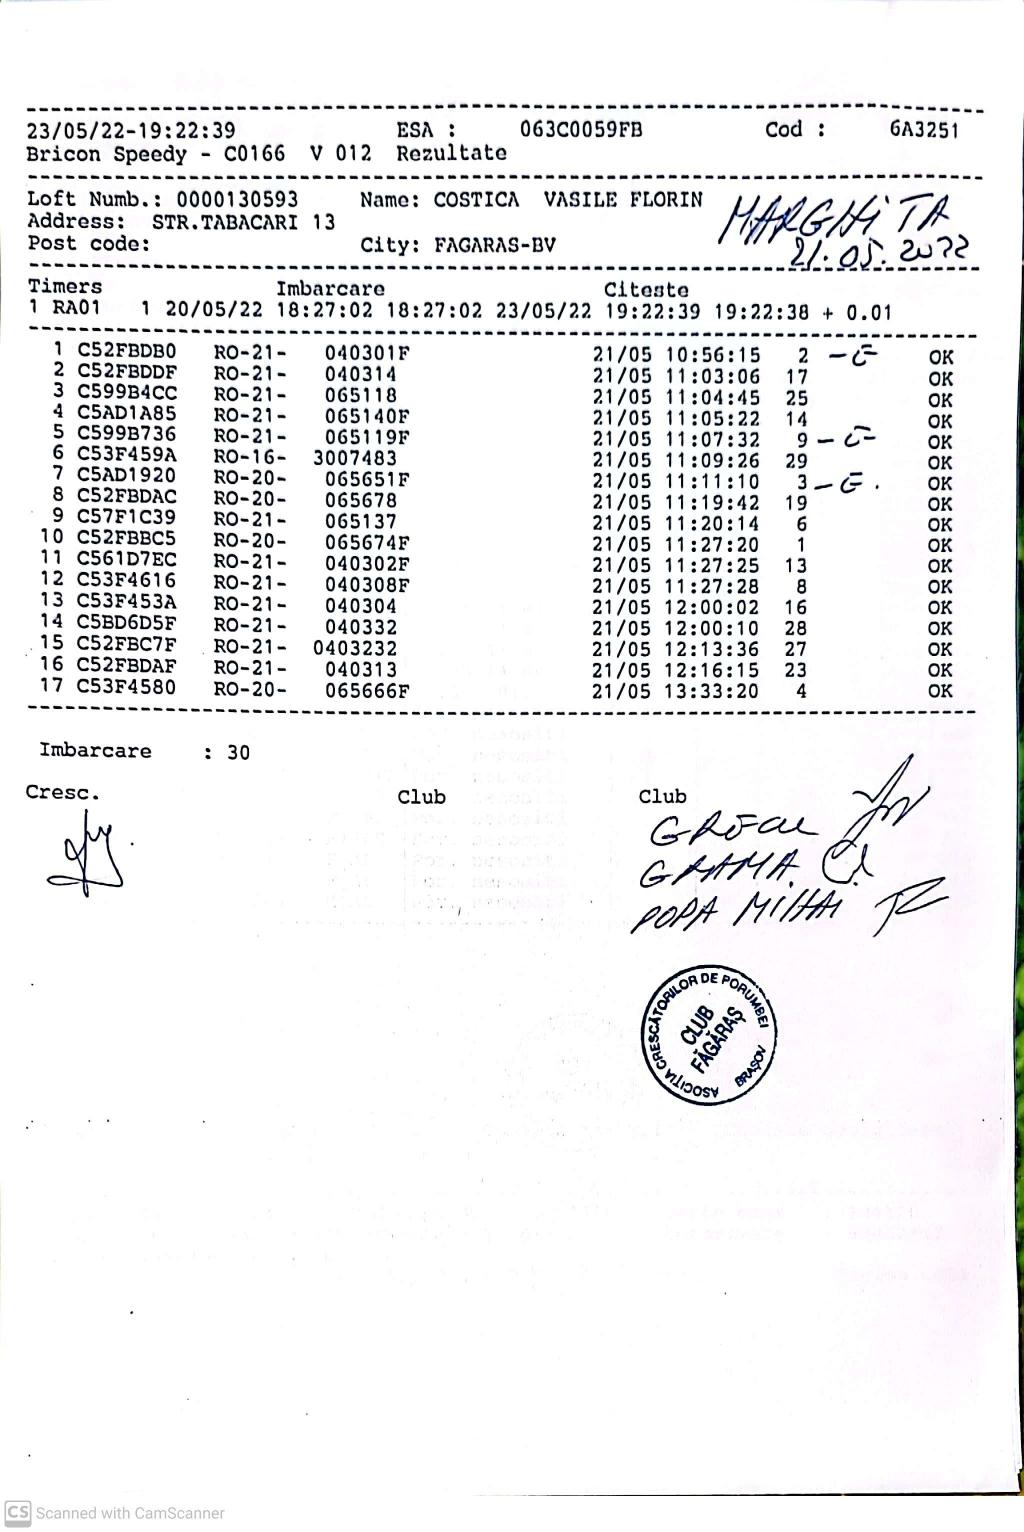 23/05/22-19:22:39 ESA : 063C0059FB Cod : 6A3251
Bricon Speedy - C0166 V 012 Rezultate
Loft Numb.: 0000130593 Name: COSTICA VASILE FLORIN
MARGHITA
Address: STR.TABACARI 13
Post code: City: FAGARAS-BV
21.05.2022
Timers Imbarcare Citeste
1 RA01 1 20/05/22 18:27:02 18:27:02 23/05/22 19:22:39 19:22:38 + 0.01
1 C52FBDB0 RO-21- 040301F 21/05 10:56:15 2 OK
2 C52FBDDF RO-21- 040314 21/05 11:03:06 17 OK
3 C599B4CC RO-21- 065118 21/05 11:04:45 25 OK
4 C5AD1A85 RO-21- 065140F 21/05 11:05:22 14 OK
5 C599B736 RO-21- 065119F 21/05 11:07:32 9 OK
6 C53F459A RO-16- 3007483 21/05 11:09:26 29 OK
7 C5AD1920 RO-20- 065651F 21/05 11:11:10 3 OK
8 C52FBDAC RO-20- 065678 21/05 11:19:42 19 OK
9 C57F1C39 RO-21- 065137 21/05 11:20:14 6 OK
10 C52FBBC5 RO-20- 065674F 21/05 11:27:20 1 OK
11 C561D7EC RO-21- 040302F 21/05 11:27:25 13 OK
12 C53F4616 RO-21- 040308F 21/05 11:27:28 8 OK
13 C53F453A RO-21- 040304 21/05 12:00:02 16 OK
14 C5BD6D5F RO-21- 040332 21/05 12:00:10 28 OK
15 C52FBC7F RO-21- 0403232 21/05 12:13:36 27 OK
16 C52FBDAF RO-21- 040313 21/05 12:16:15 23 OK
17 C53F4580 RO-20- 065666F 21/05 13:33:20 4 OK
Imbarcare : 30
Cresc. Club Club
GRECU
GRAMA
POPA MIHAI
ASOCIŢIA CRESCĂTORILOR DE PORUMBEI
CLUB
FĂGĂRAŞ
BRAŞOV
CS Scanned with CamScanner